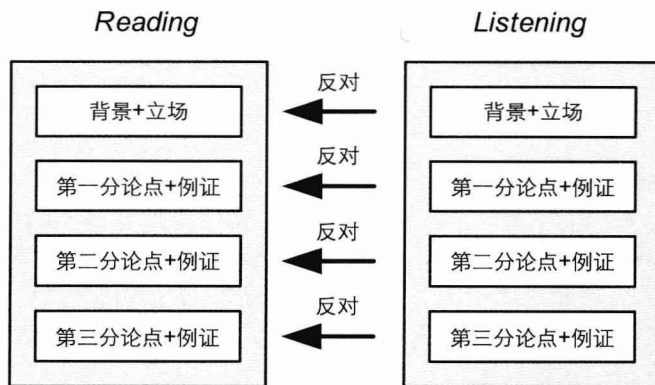 Reading
Listening
背景+立场
反对
背景+立场
第一分论点+例证
反对
第一分论点+例证
第二分论点+例证
反对
第二分论点+例证
第三分论点+例证
反对
第三分论点+例证